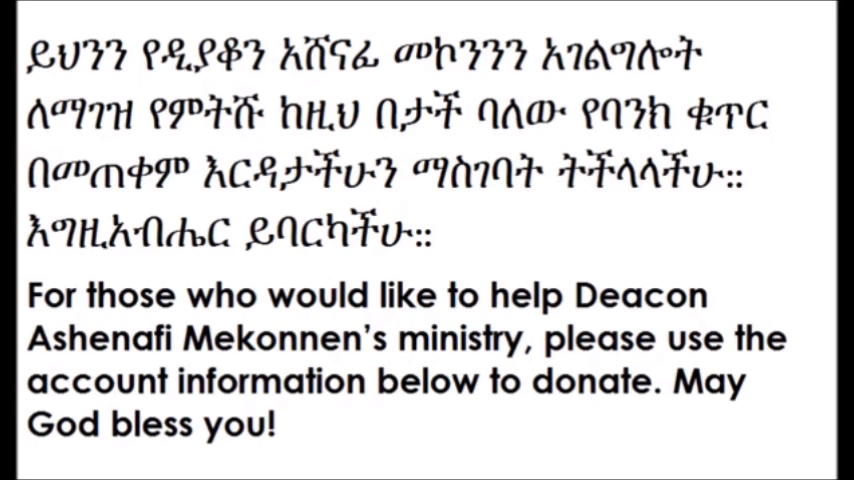 ይህንን የዲያቆን አሸናፊ መኮንንን አገልግሎት
ለማገዝ የምትሹ ከዚህ በታች ባለው የባንክ ቁጥር
በመጠቀም እርዳታችሁን ማስገባት ትችላላችሁ።
እግዚአብሔር ይባርካችሁ።
For those who would like to help Deacon
Ashenafi Mekonnen’s ministry, please use the
account information below to donate. May
God bless you!